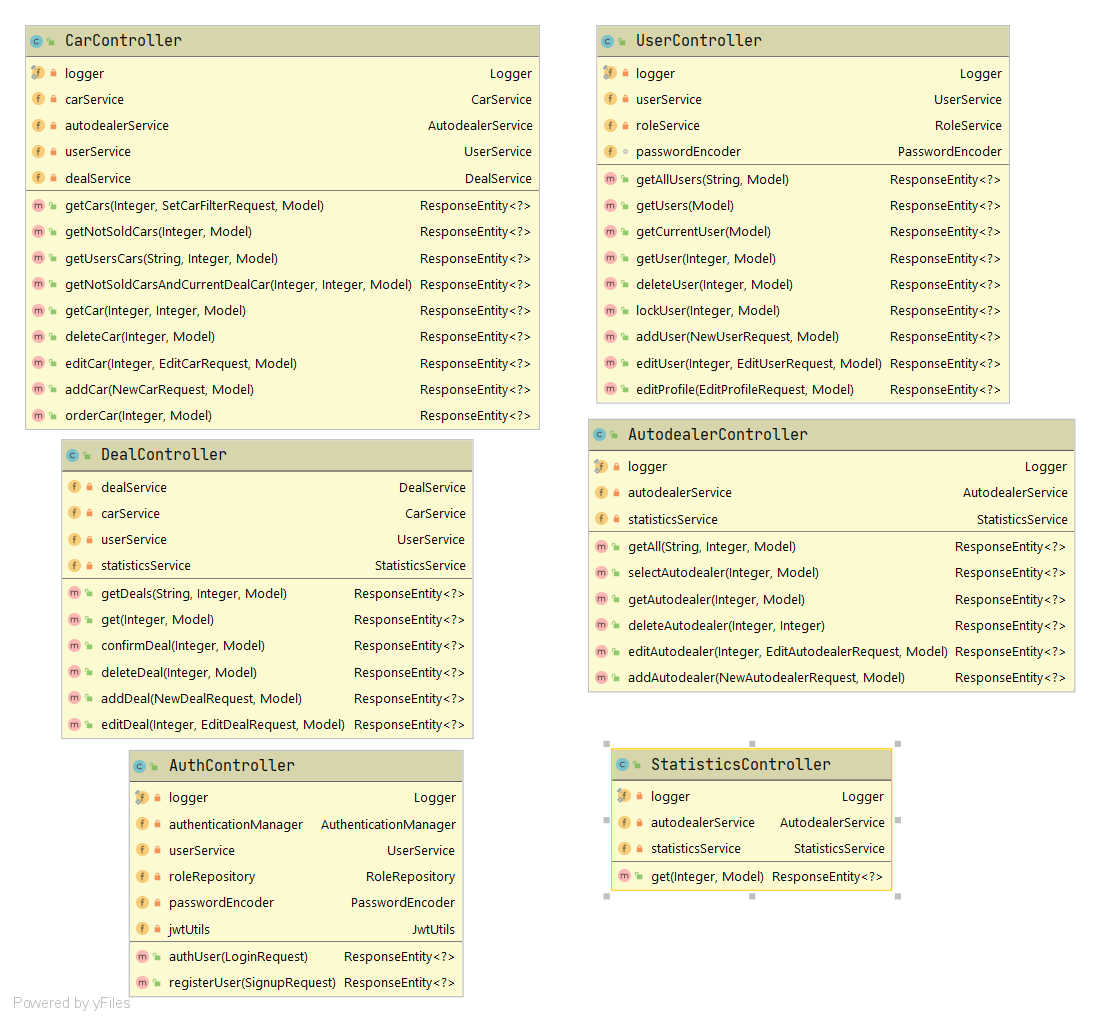 CarController
logger Logger
carService CarService
autodealerService AutodealerService
userService UserService
dealService DealService
getCars(Integer, SetCarFilterRequest, Model) ResponseEntity<?>
getNotSoldCars(Integer, Model) ResponseEntity<?>
getUsersCars(String, Integer, Model) ResponseEntity<?>
getNotSoldCarsAndCurrentDealCar(Integer, Integer, Model) ResponseEntity<?>
getCar(Integer, Integer, Model) ResponseEntity<?>
deleteCar(Integer, Model) ResponseEntity<?>
editCar(Integer, EditCarRequest, Model) ResponseEntity<?>
addCar(NewCarRequest, Model) ResponseEntity<?>
orderCar(Integer, Model) ResponseEntity<?>
UserController
logger Logger
userService UserService
roleService RoleService
passwordEncoder PasswordEncoder
getAllUsers(String, Model) ResponseEntity<?>
getUsers(Model) ResponseEntity<?>
getCurrentUser(Model) ResponseEntity<?>
getUser(Integer, Model) ResponseEntity<?>
deleteUser(Integer, Model) ResponseEntity<?>
lockUser(Integer, Model) ResponseEntity<?>
addUser(NewUserRequest, Model) ResponseEntity<?>
editUser(Integer, EditUserRequest, Model) ResponseEntity<?>
editProfile(EditProfileRequest, Model) ResponseEntity<?>
DealController
dealService DealService
carService CarService
userService UserService
statisticsService StatisticsService
getDeals(String, Integer, Model) ResponseEntity<?>
get(Integer, Model) ResponseEntity<?>
confirmDeal(Integer, Model) ResponseEntity<?>
deleteDeal(Integer, Model) ResponseEntity<?>
addDeal(NewDealRequest, Model) ResponseEntity<?>
editDeal(Integer, EditDealRequest, Model) ResponseEntity<?>
AutodealerController
logger Logger
autodealerService AutodealerService
statisticsService StatisticsService
getAll(String, Integer, Model) ResponseEntity<?>
selectAutodealer(Integer, Model) ResponseEntity<?>
getAutodealer(Integer, Model) ResponseEntity<?>
deleteAutodealer(Integer, Integer) ResponseEntity<?>
editAutodealer(Integer, EditAutodealerRequest, Model) ResponseEntity<?>
addAutodealer(NewAutodealerRequest, Model) ResponseEntity<?>
AuthController
logger Logger
authenticationManager AuthenticationManager
userService UserService
roleRepository RoleRepository
passwordEncoder PasswordEncoder
jwtUtils JwtUtils
authUser(LoginRequest) ResponseEntity<?>
registerUser(SignupRequest) ResponseEntity<?>
StatisticsController
logger Logger
autodealerService AutodealerService
statisticsService StatisticsService
get(Integer, Model) ResponseEntity<?>
Powered by yFiles